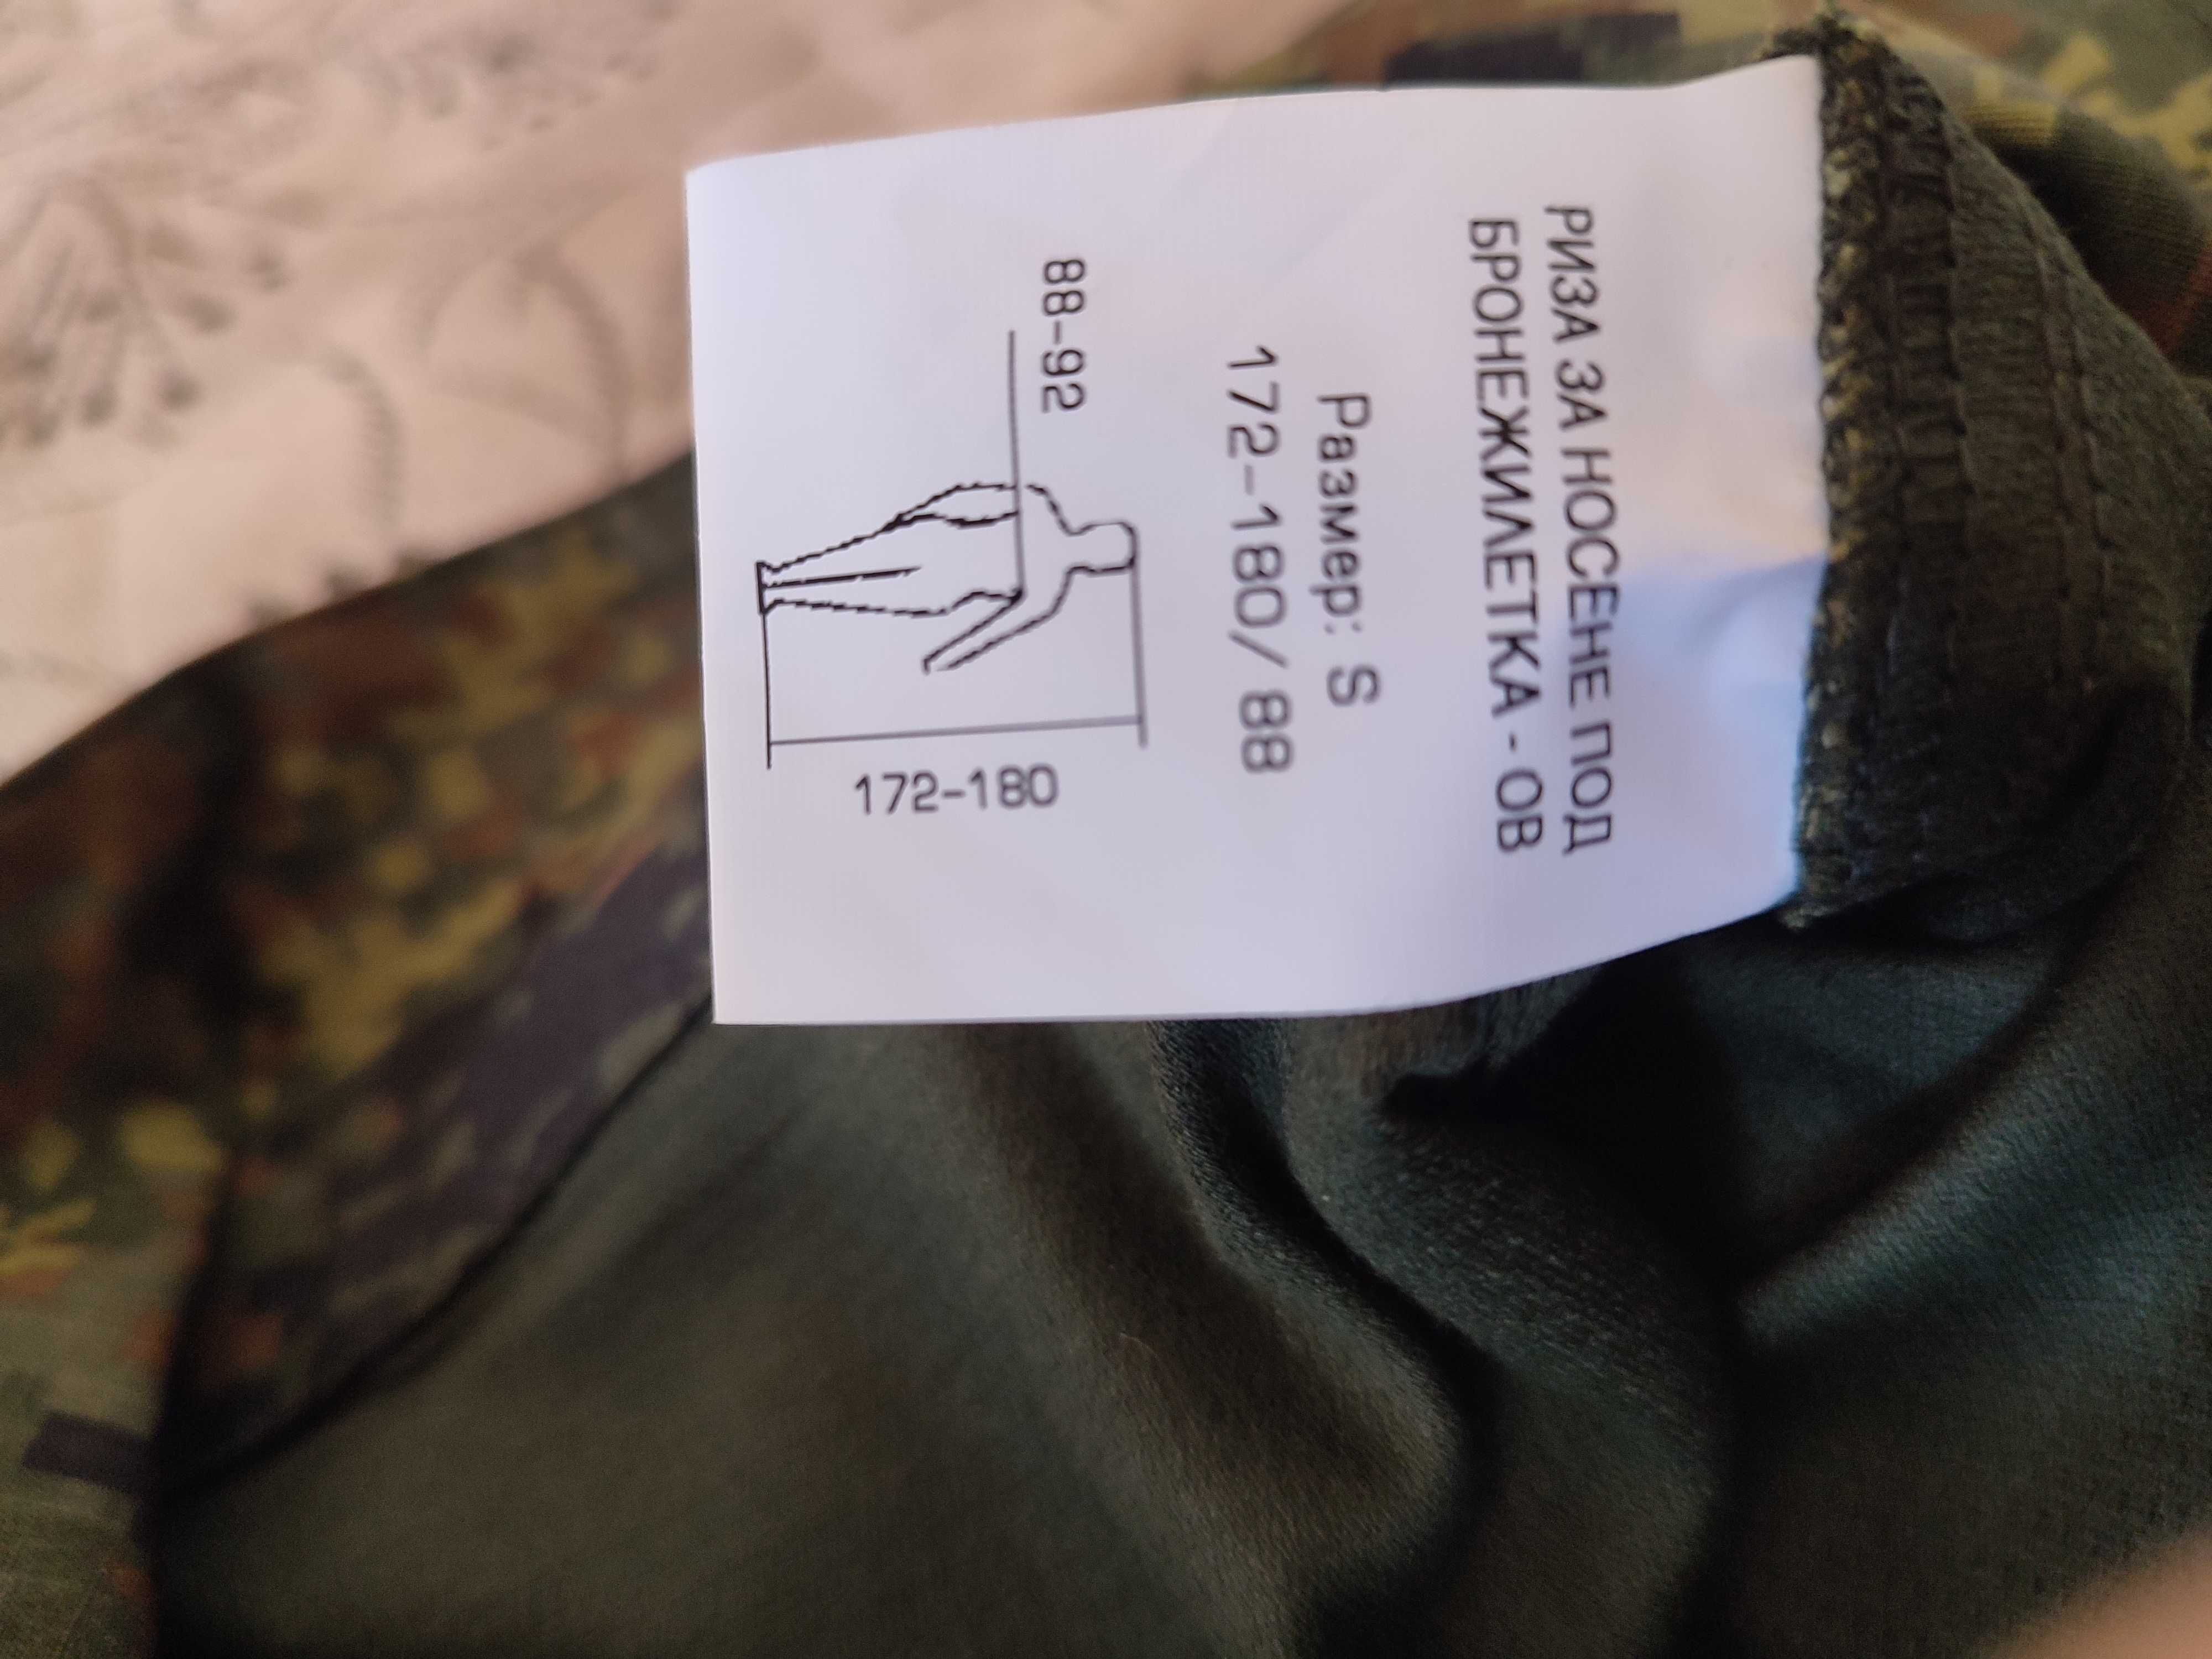 РИЗА ЗА НОСЕНЕ ПОД
БРОНЕЖИЛЕТКА - ОВ
Размер: S
172-180/ 88
88-92
172-180